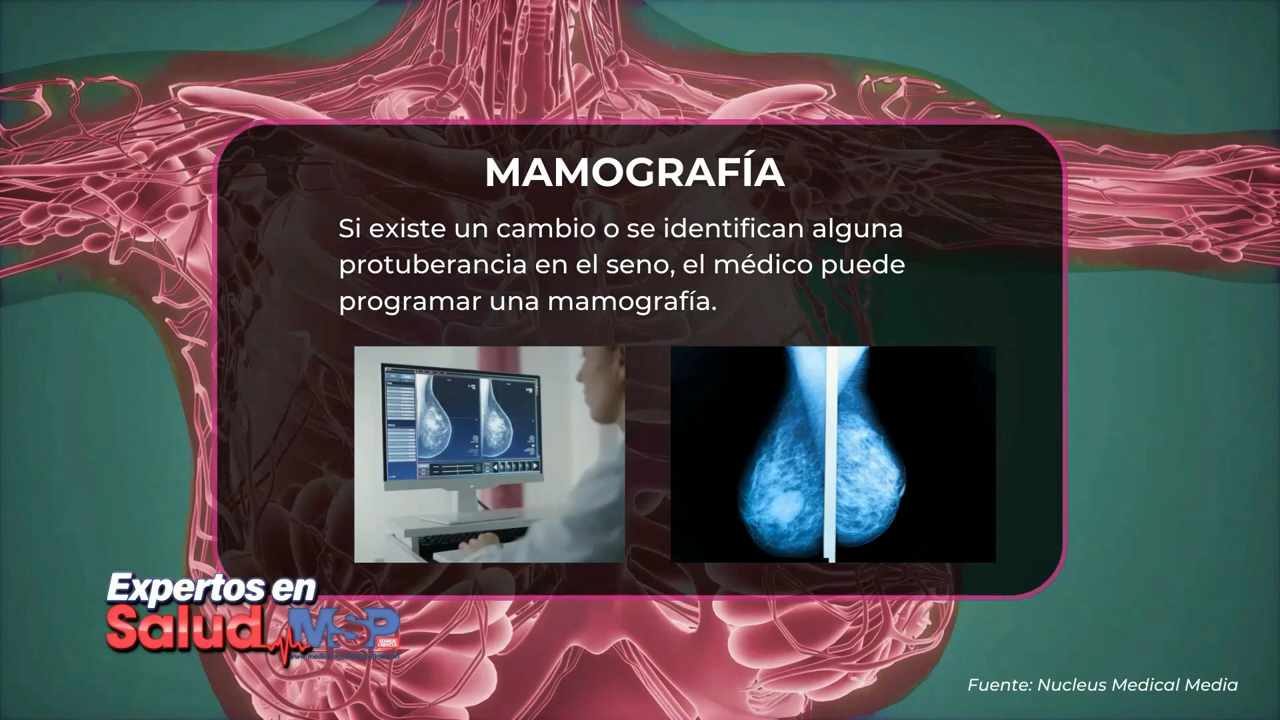 MAMOGRAFÍA
Si existe un cambio o se identifican alguna
protuberancia en el seno, el médico puede
programar una mamografía.
Expertos en
Salud MSP
Fuente: Nucleus Medical Media